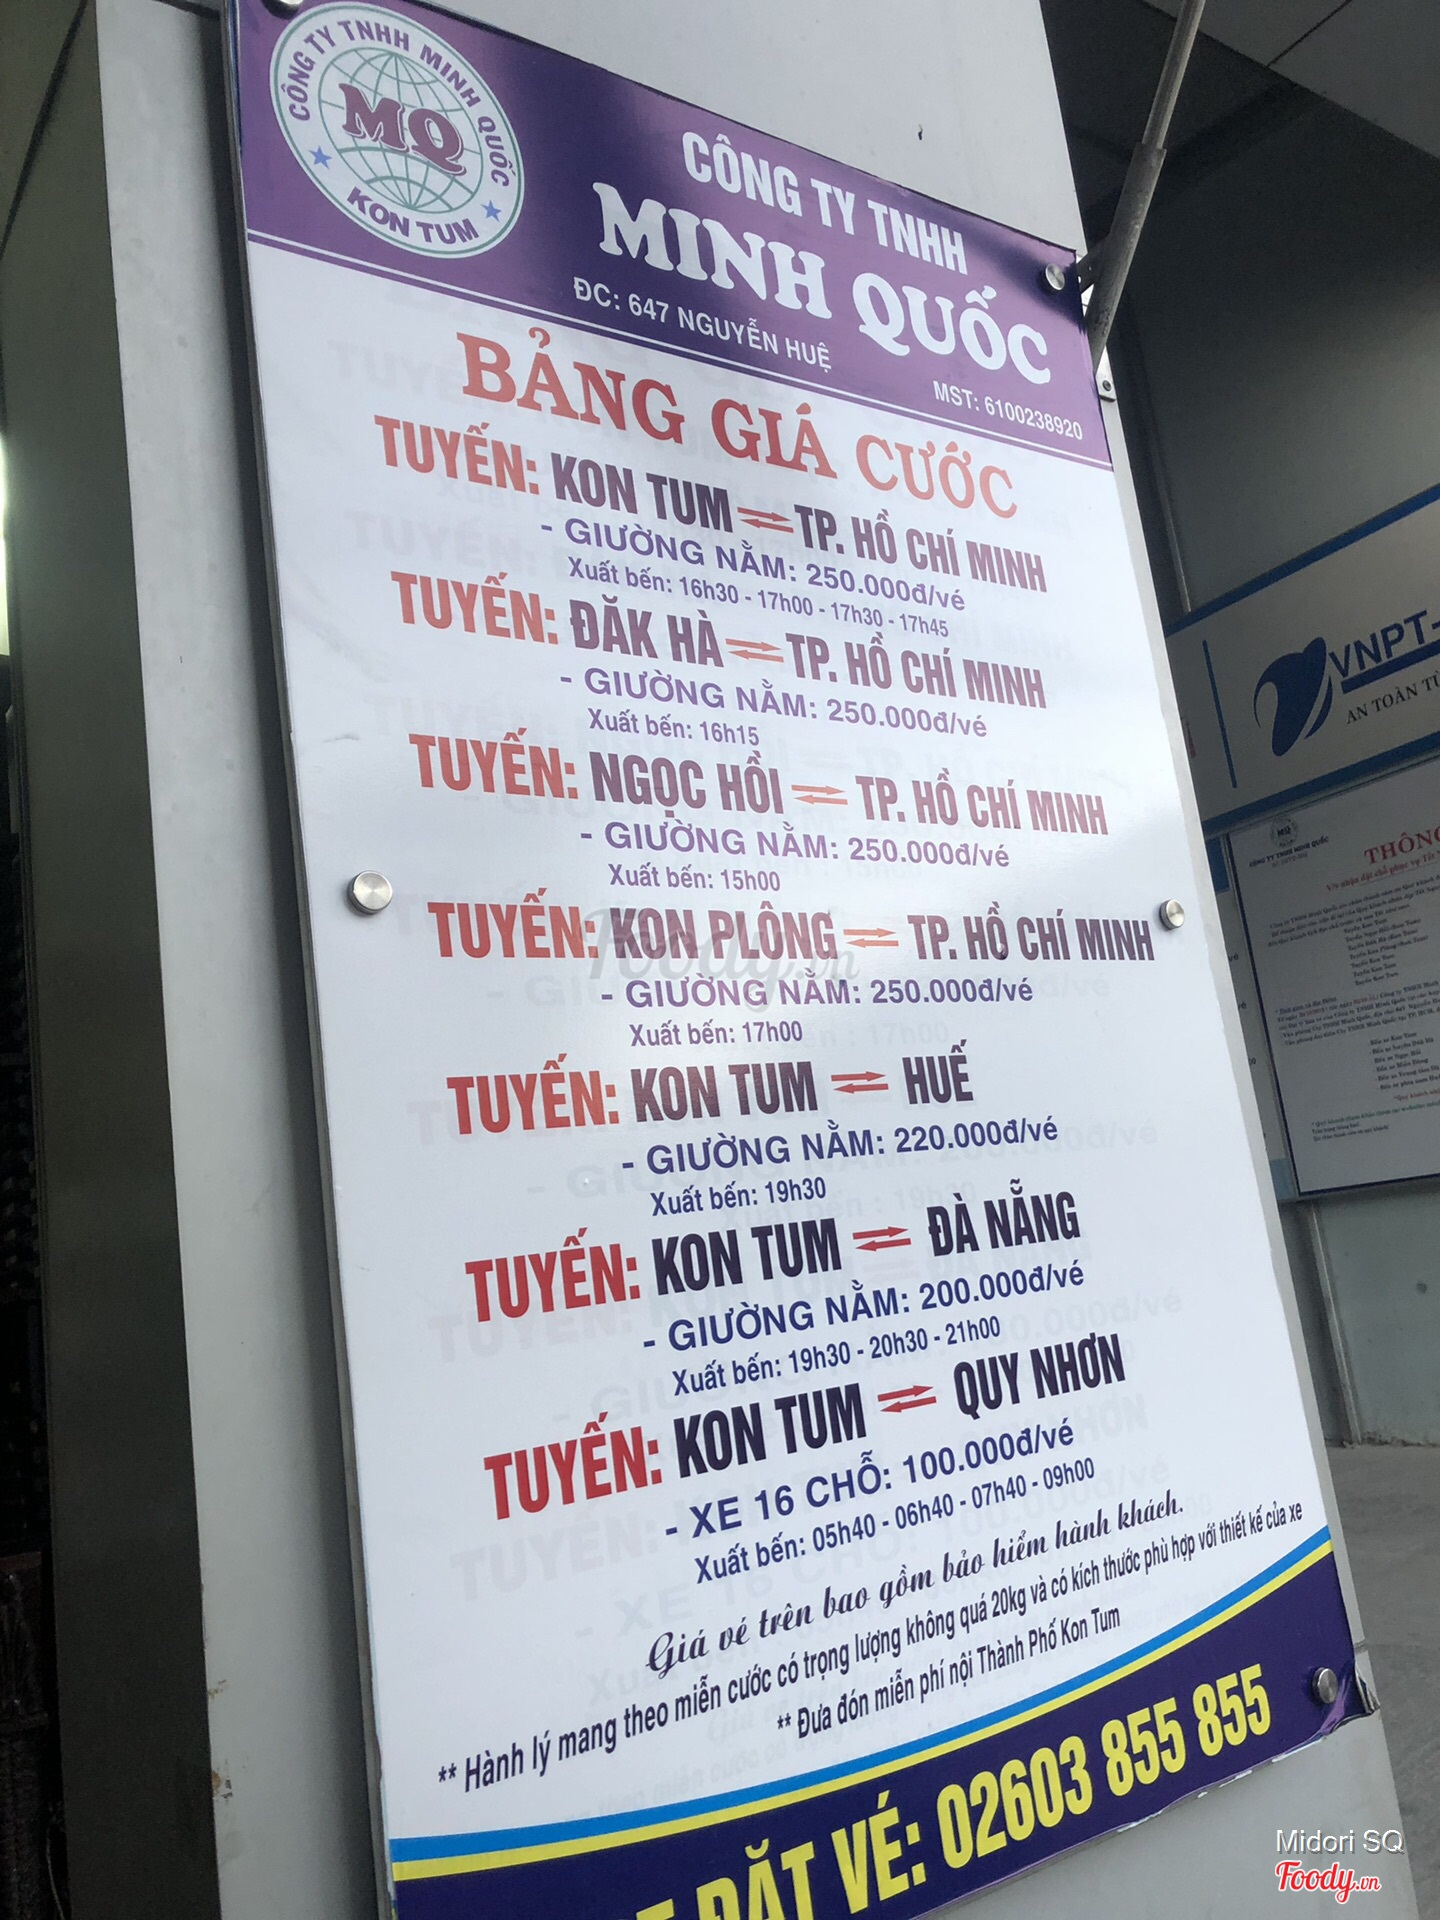 CÔNG TY TNHH MINH QUỐC
MQ
KON TUM
CÔNG TY TNHH
MINH QUỐC
ĐC: 647 NGUYỄN HUỆ
MST: 6100238920
BẢNG GIÁ CƯỚC
TUYẾN: KON TUM ⇌ TP. HỒ CHÍ MINH
- GIƯỜNG NẰM: 250.000đ/vé
Xuất bến: 16h30 - 17h00 - 17h30 - 17h45
TUYẾN: ĐĂK HÀ ⇌ TP. HỒ CHÍ MINH
- GIƯỜNG NẰM: 250.000đ/vé
Xuất bến: 16h15
TUYẾN: NGỌC HỒI ⇌ TP. HỒ CHÍ MINH
- GIƯỜNG NẰM: 250.000đ/vé
Xuất bến: 15h00
TUYẾN: KON PLÔNG ⇌ TP. HỒ CHÍ MINH
- GIƯỜNG NẰM: 250.000đ/vé
Xuất bến: 17h00
TUYẾN: KON TUM ⇌ HUẾ
- GIƯỜNG NẰM: 220.000đ/vé
Xuất bến: 19h30
TUYẾN: KON TUM ⇌ ĐÀ NẴNG
- GIƯỜNG NẰM: 200.000đ/vé
Xuất bến: 19h30 - 20h30 - 21h00
TUYẾN: KON TUM ⇌ QUY NHƠN
- XE 16 CHỖ: 100.000đ/vé
Xuất bến: 05h40 - 06h40 - 07h40 - 09h00
Giá vé trên bao gồm bảo hiểm hành khách.
** Hành lý mang theo miễn cước có trọng lượng không quá 20kg và có kích thước phù hợp với thiết kế của xe
** Đưa đón miễn phí nội Thành Phố Kon Tum
ĐẶT VÉ: 02603 855 855
VNPT-
AN TOÀN
MQ
CÔNG TY TNHH MINH QUỐC
Foody.vn
Midori SQ
Foody.vn